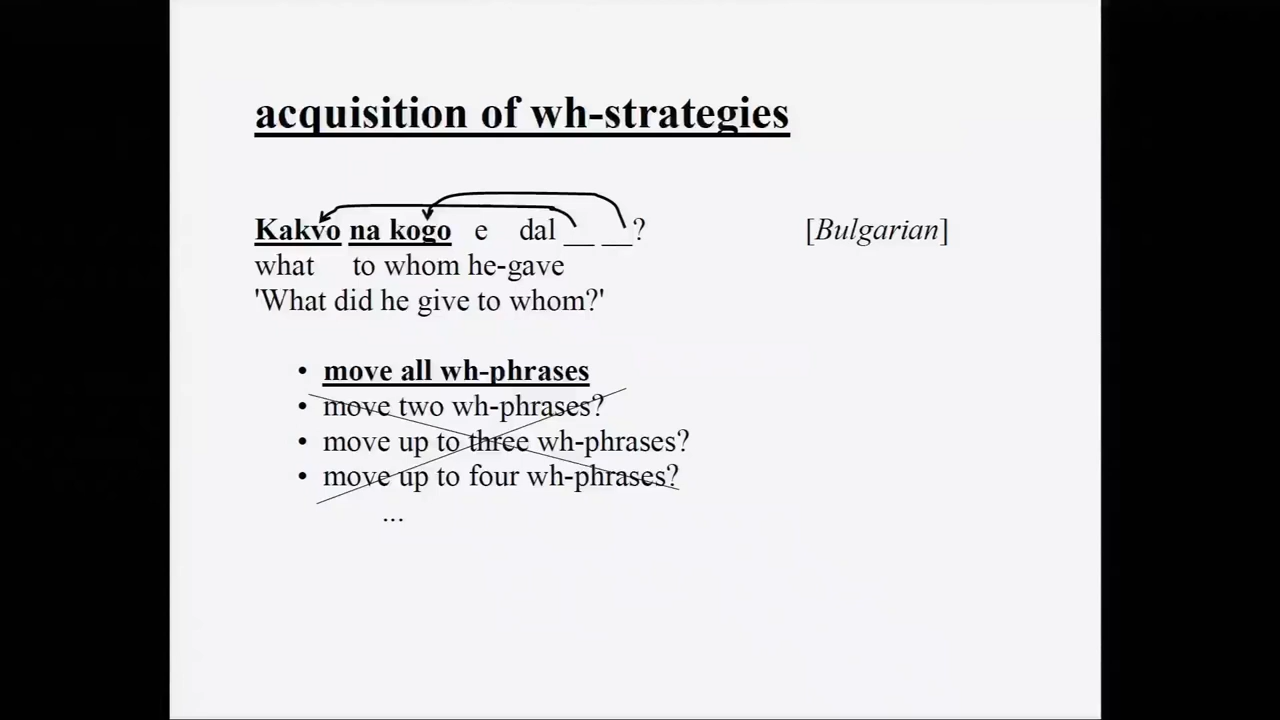 acquisition of wh-strategies
Kakvo na kogo e dal __ __? [Bulgarian]
what to whom he-gave
'What did he give to whom?'
• move all wh-phrases
• move two wh-phrases?
• move up to three wh-phrases?
• move up to four wh-phrases?
...